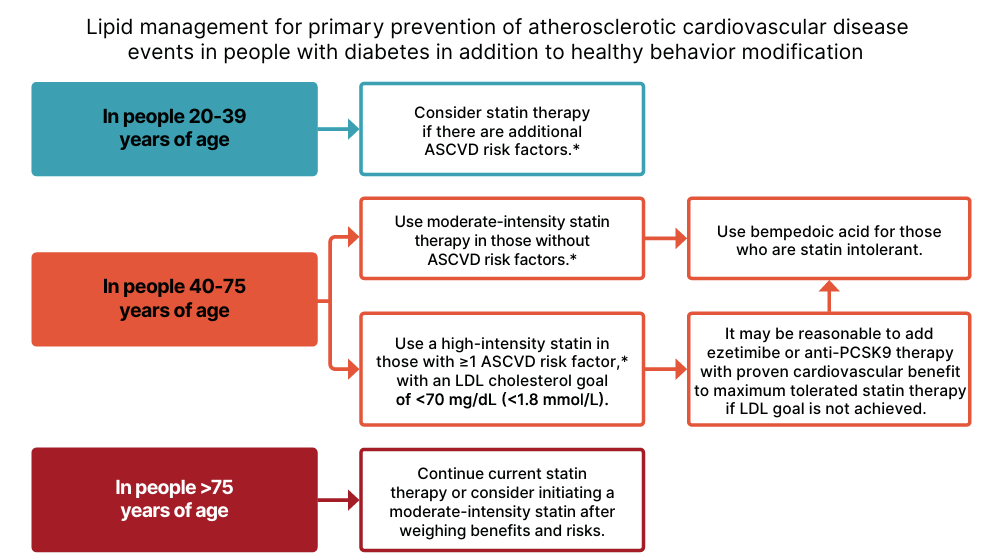 Lipid management for primary prevention of atherosclerotic cardiovascular disease
events in people with diabetes in addition to healthy behavior modification
In people 20-39
years of age
Consider statin therapy
if there are additional
ASCVD risk factors.*
In people 40-75
years of age
Use moderate-intensity statin
therapy in those without
ASCVD risk factors.*
Use bempedoic acid for those
who are statin intolerant.
Use a high-intensity statin in
those with ≥1 ASCVD risk factor,*
with an LDL cholesterol goal
of <70 mg/dL (<1.8 mmol/L).
It may be reasonable to add
ezetimibe or anti-PCSK9 therapy
with proven cardiovascular benefit
to maximum tolerated statin therapy
if LDL goal is not achieved.
In people >75
years of age
Continue current statin
therapy or consider initiating a
moderate-intensity statin after
weighing benefits and risks.